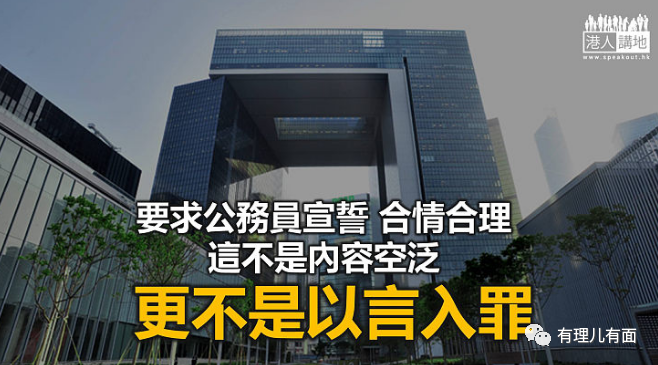 港人講地
www.speakout.hk
要求公務員宣誓 合情合理
這不是內容空泛
更不是以言入罪
有理儿有面